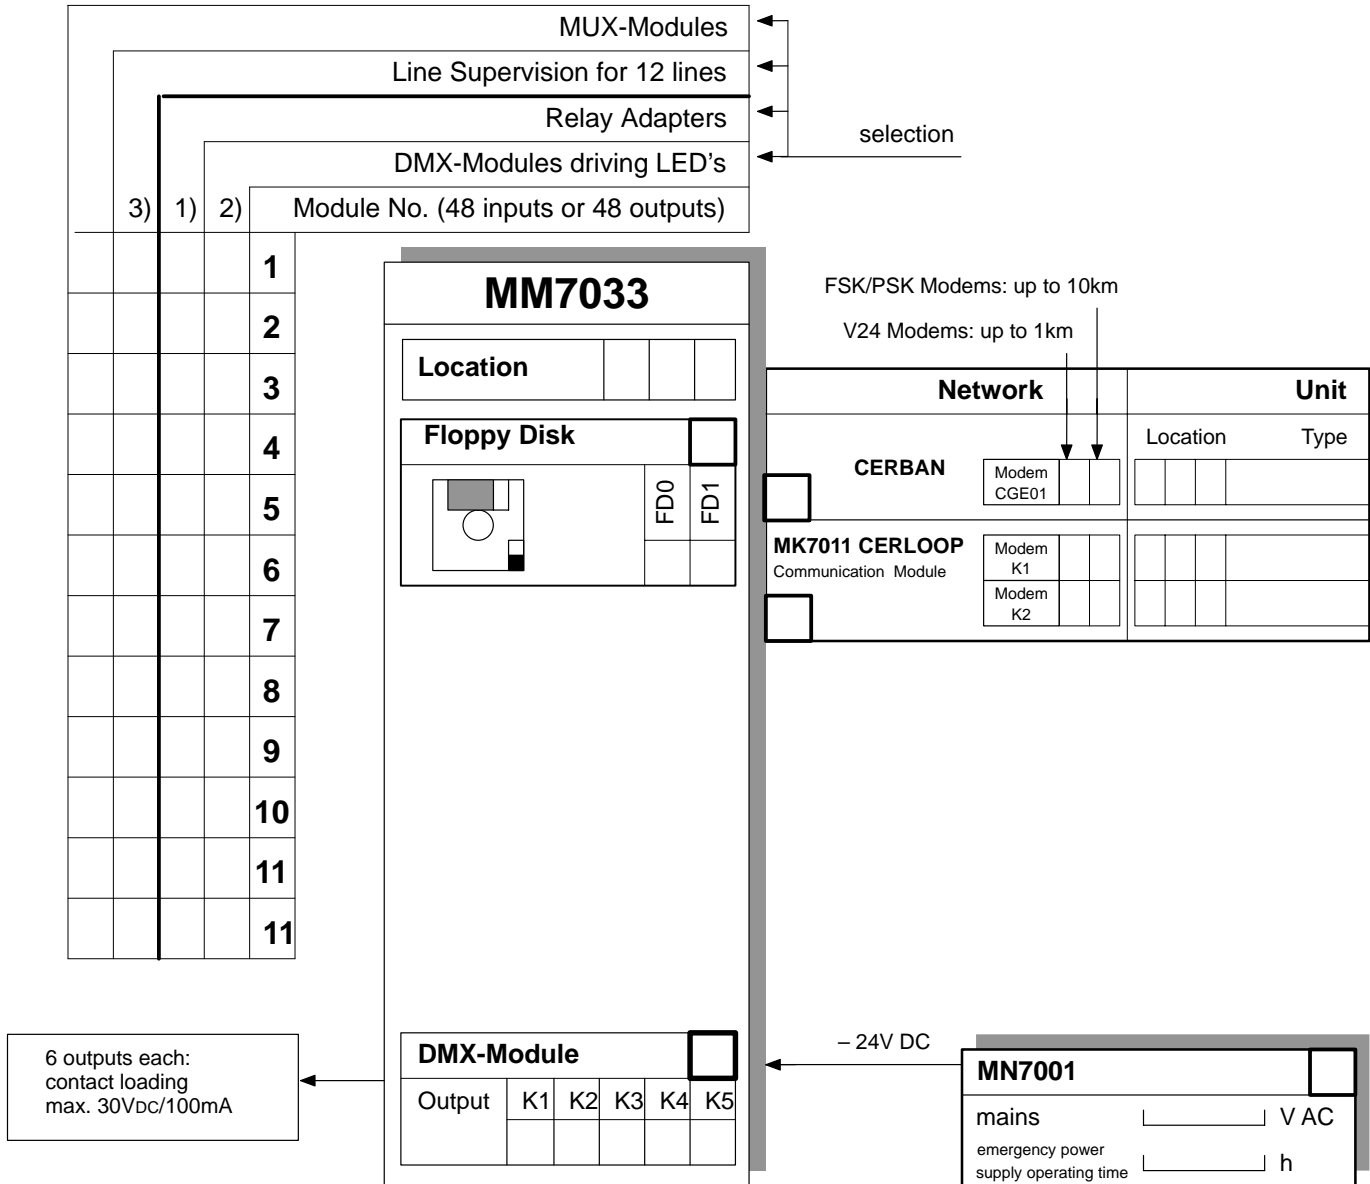 MUX-Modules
Line Supervision for 12 lines
Relay Adapters
DMX-Modules driving LED's
selection
3) 1) 2) Module No. (48 inputs or 48 outputs)
1
2
3
4
5
6
7
8
9
10
11
11
MM7033
Location
Floppy Disk
FD0 FD1
FSK/PSK Modems: up to 10km
V24 Modems: up to 1km
Network Unit
Location Type
CERBAN
Modem
CGE01
MK7011 CERLOOP
Communication Module
Modem
K1
Modem
K2
6 outputs each:
contact loading
max. 30VDC/100mA
DMX-Module
Output K1 K2 K3 K4 K5
– 24V DC
MN7001
mains V AC
emergency power
supply operating time h